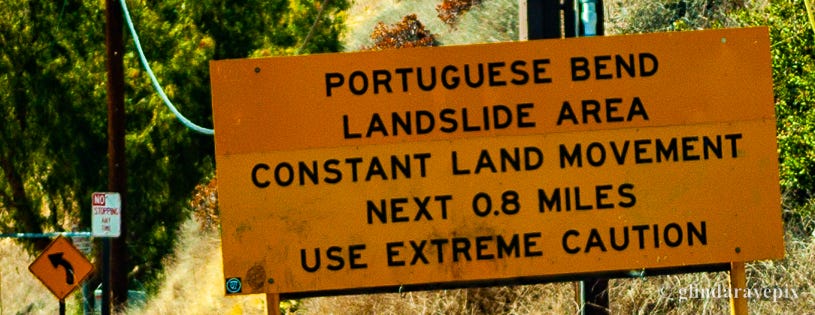 PORTUGUESE BEND
LANDSLIDE AREA
CONSTANT LAND MOVEMENT
NEXT 0.8 MILES
USE EXTREME CAUTION
NO
STOPPING
ANY
TIME
© glindaravepix